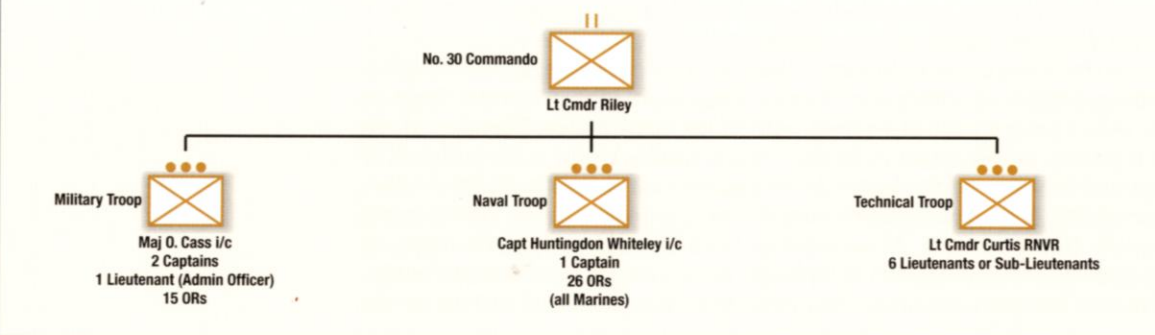 No. 30 Commando
Lt Cmdr Riley
Military Troop
Maj O. Cass i/c
2 Captains
1 Lieutenant (Admin Officer)
15 ORs
Naval Troop
Capt Huntingdon Whiteley i/c
1 Captain
26 ORs
(all Marines)
Technical Troop
Lt Cmdr Curtis RNVR
6 Lieutenants or Sub-Lieutenants